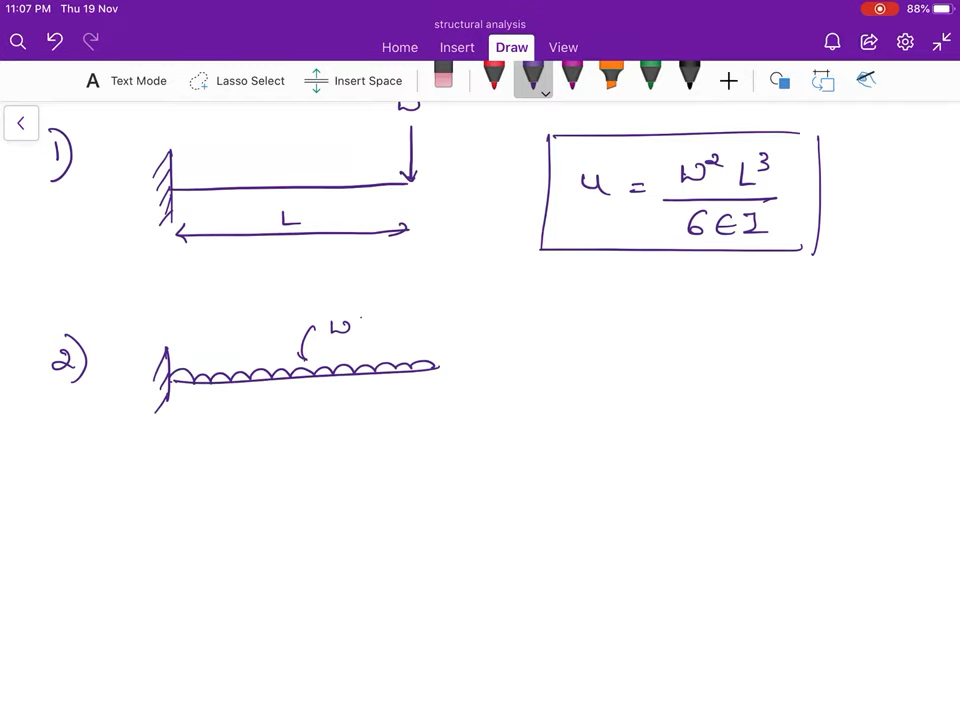 11:07 PM Thu 19 Nov 88%
structural analysis
Home Insert Draw View
A Text Mode Lasso Select Insert Space
1)
W
L
u = W² L³ / 6 E I
2)
w